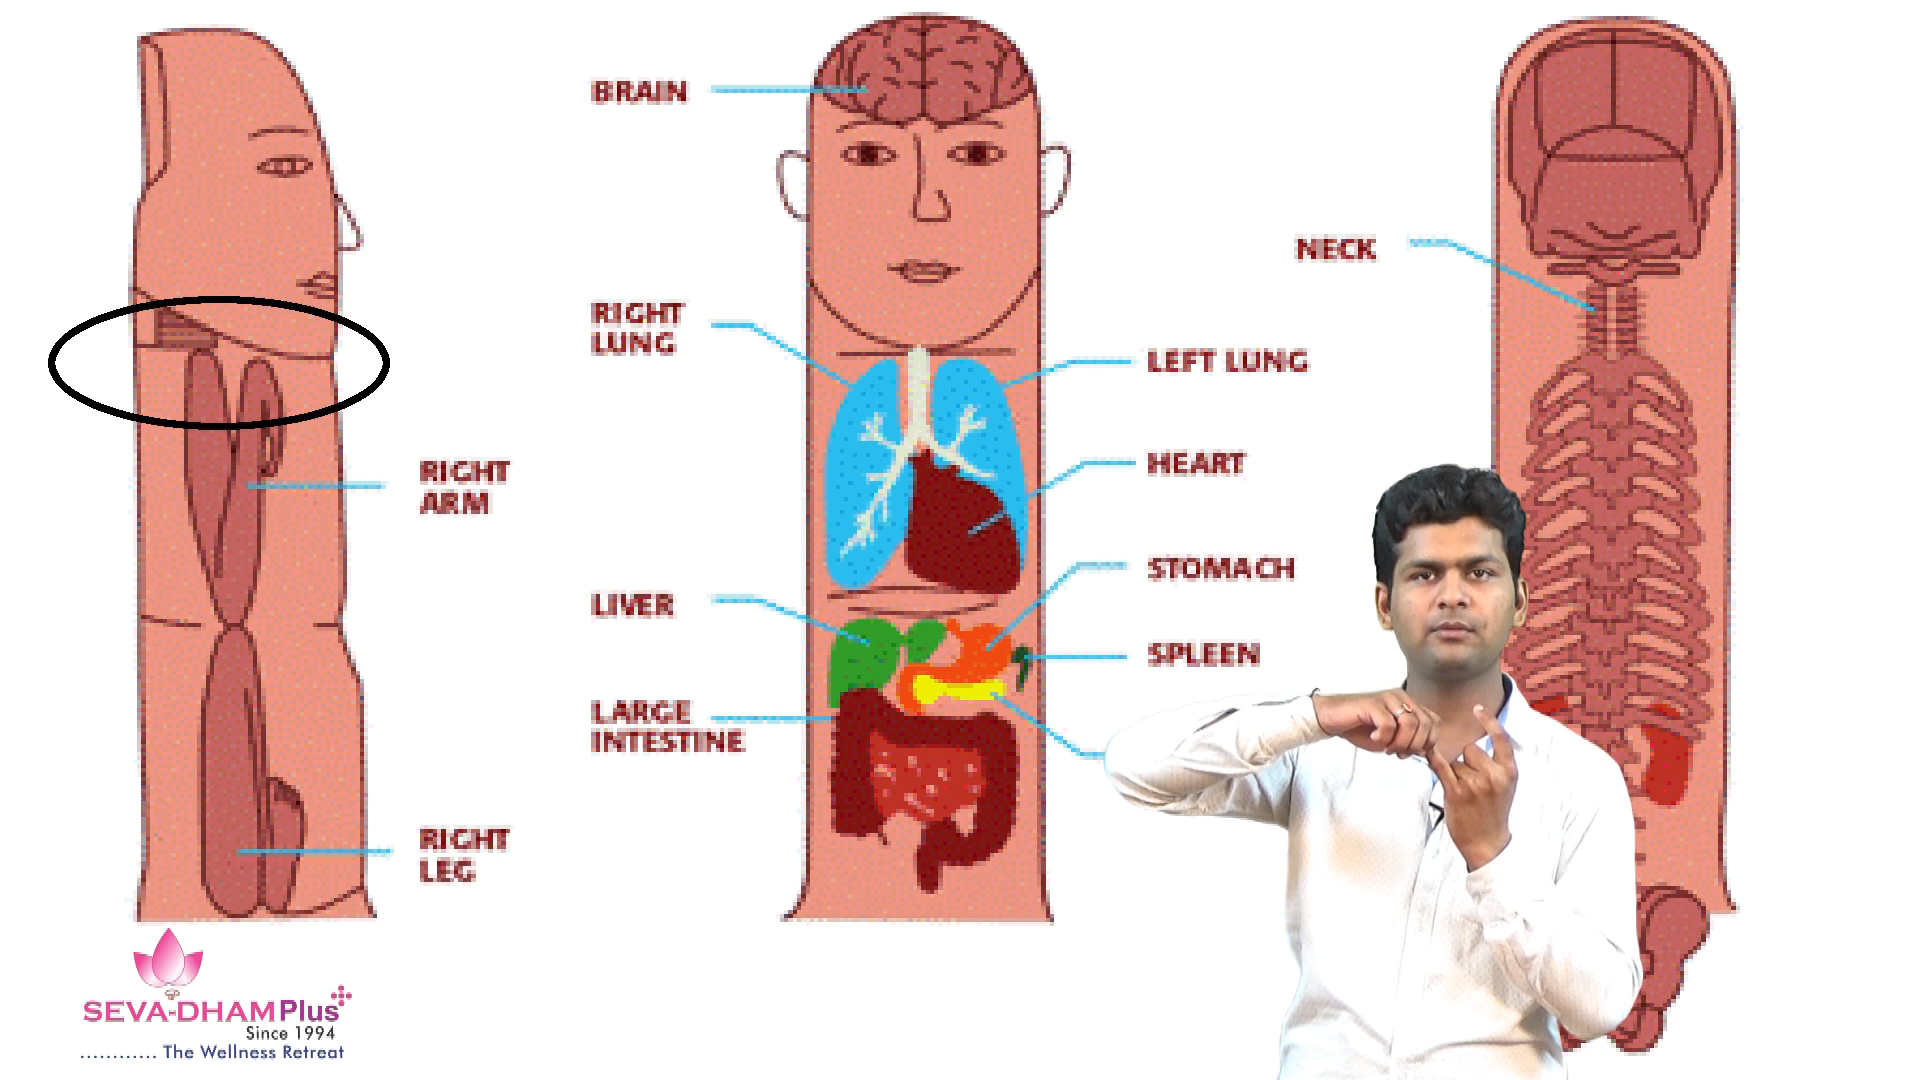 BRAIN
NECK
RIGHT
LUNG
LEFT LUNG
HEART
RIGHT
ARM
STOMACH
LIVER
SPLEEN
LARGE
INTESTINE
RIGHT
LEG
SEVA-DHAM Plus
Since 1994
............ The Wellness Retreat